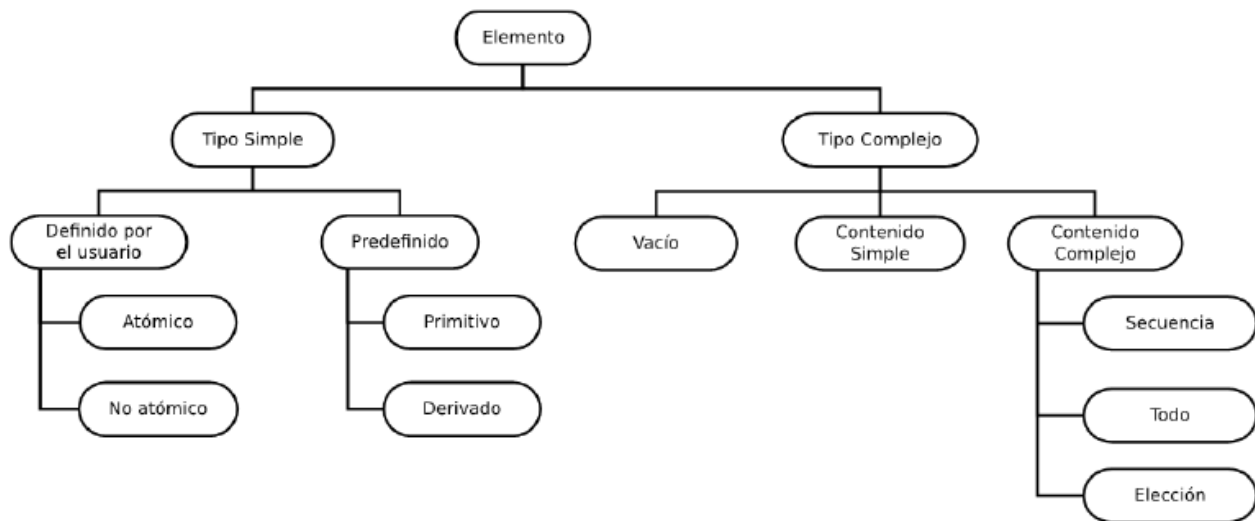 Elemento
Tipo Simple
Tipo Complejo
Definido por
el usuario
Predefinido
Vacío
Contenido
Simple
Contenido
Complejo
Atómico
Primitivo
Secuencia
No atómico
Derivado
Todo
Elección